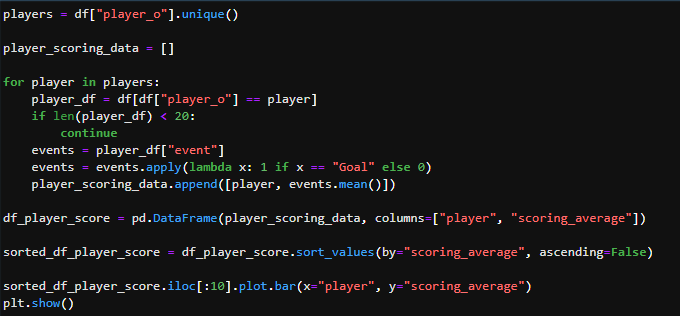 players = df["player_o"].unique()
player_scoring_data = []
for player in players:
    player_df = df[df["player_o"] == player]
    if len(player_df) < 20:
        continue
    events = player_df["event"]
    events = events.apply(lambda x: 1 if x == "Goal" else 0)
    player_scoring_data.append([player, events.mean()])
df_player_score = pd.DataFrame(player_scoring_data, columns=["player", "scoring_average"])
sorted_df_player_score = df_player_score.sort_values(by="scoring_average", ascending=False)
sorted_df_player_score.iloc[:10].plot.bar(x="player", y="scoring_average")
plt.show()